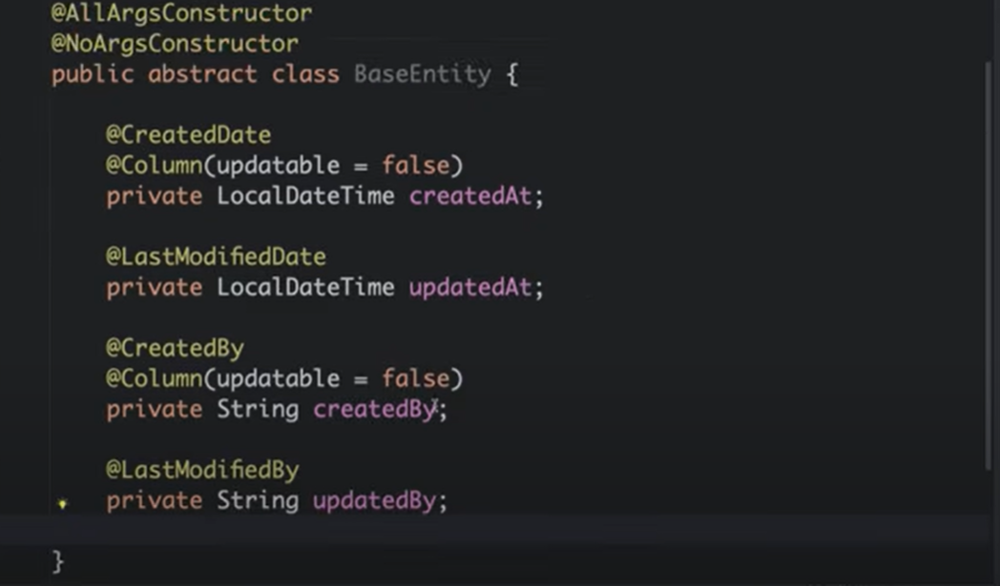 @AllArgsConstructor
@NoArgsConstructor
public abstract class BaseEntity {
@CreatedDate
@Column(updatable = false)
private LocalDateTime createdAt;
@LastModifiedDate
private LocalDateTime updatedAt;
@CreatedBy
@Column(updatable = false)
private String createdBy;
@LastModifiedBy
private String updatedBy;
}